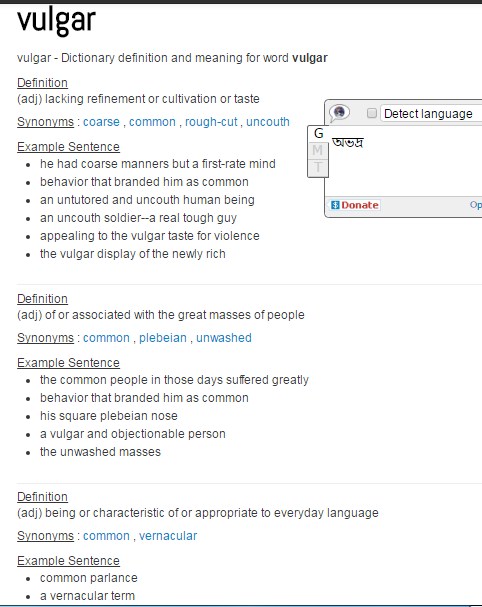 vulgar
vulgar - Dictionary definition and meaning for word vulgar
Definition
(adj) lacking refinement or cultivation or taste
Synonyms : coarse , common , rough-cut , uncouth
Example Sentence
he had coarse manners but a first-rate mind
behavior that branded him as common
an untutored and uncouth human being
an uncouth soldier--a real tough guy
appealing to the vulgar taste for violence
the vulgar display of the newly rich
Detect language
G
M
T
অভদ্র
Donate
Op
Definition
(adj) of or associated with the great masses of people
Synonyms : common , plebeian , unwashed
Example Sentence
the common people in those days suffered greatly
behavior that branded him as common
his square plebeian nose
a vulgar and objectionable person
the unwashed masses
Definition
(adj) being or characteristic of or appropriate to everyday language
Synonyms : common , vernacular
Example Sentence
common parlance
a vernacular term